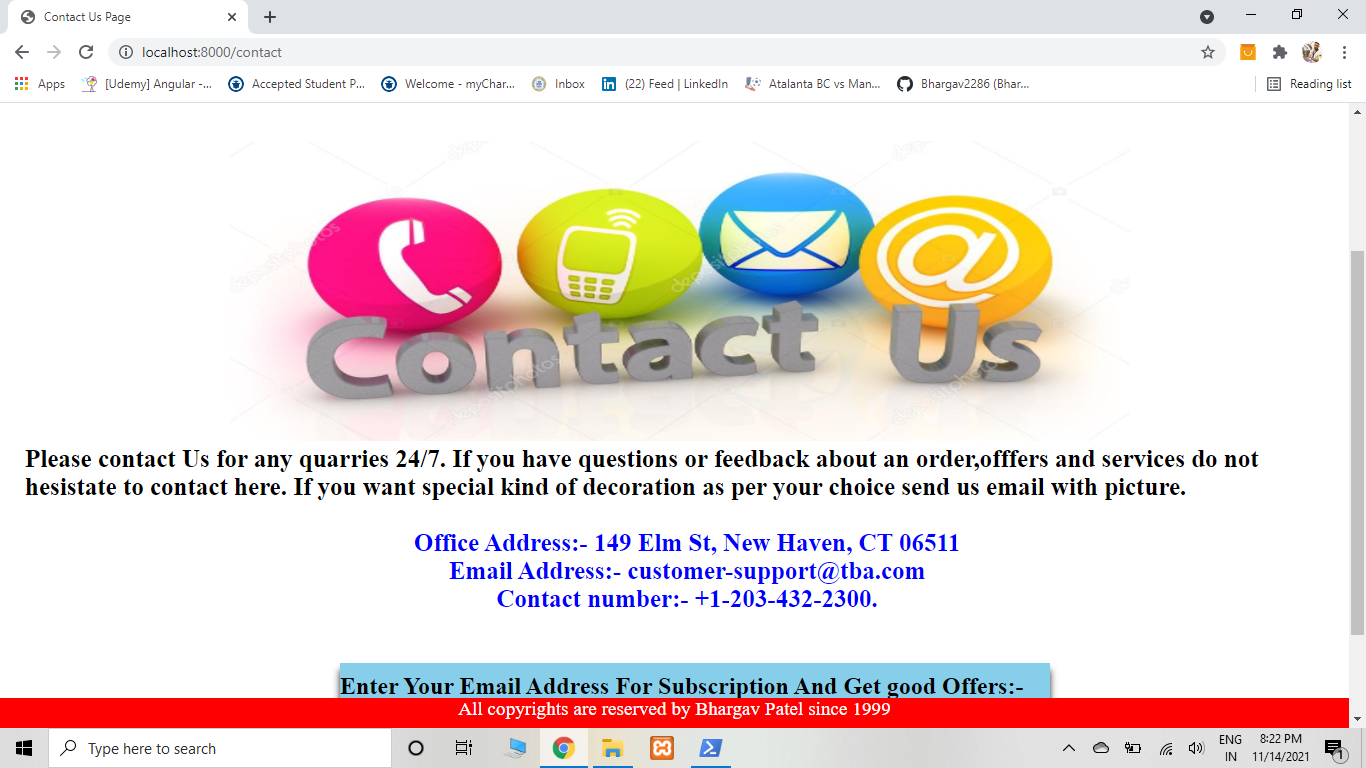 Contact Us Page
localhost:8000/contact
Apps
[Udemy] Angular -...
Accepted Student P...
Welcome - myChar...
Inbox
(22) Feed | LinkedIn
Atalanta BC vs Man...
Bhargav2286 (Bhar...
Reading list
depositphotos
@
Contact Us
Please contact Us for any quarries 24/7. If you have questions or feedback about an order,offfers and services do not
hesistate to contact here. If you want special kind of decoration as per your choice send us email with picture.
Office Address:- 149 Elm St, New Haven, CT 06511
Email Address:- customer-support@tba.com
Contact number:- +1-203-432-2300.
Enter Your Email Address For Subscription And Get good Offers:-
All copyrights are reserved by Bhargav Patel since 1999
Type here to search
ENG
IN
8:22 PM
11/14/2021
1